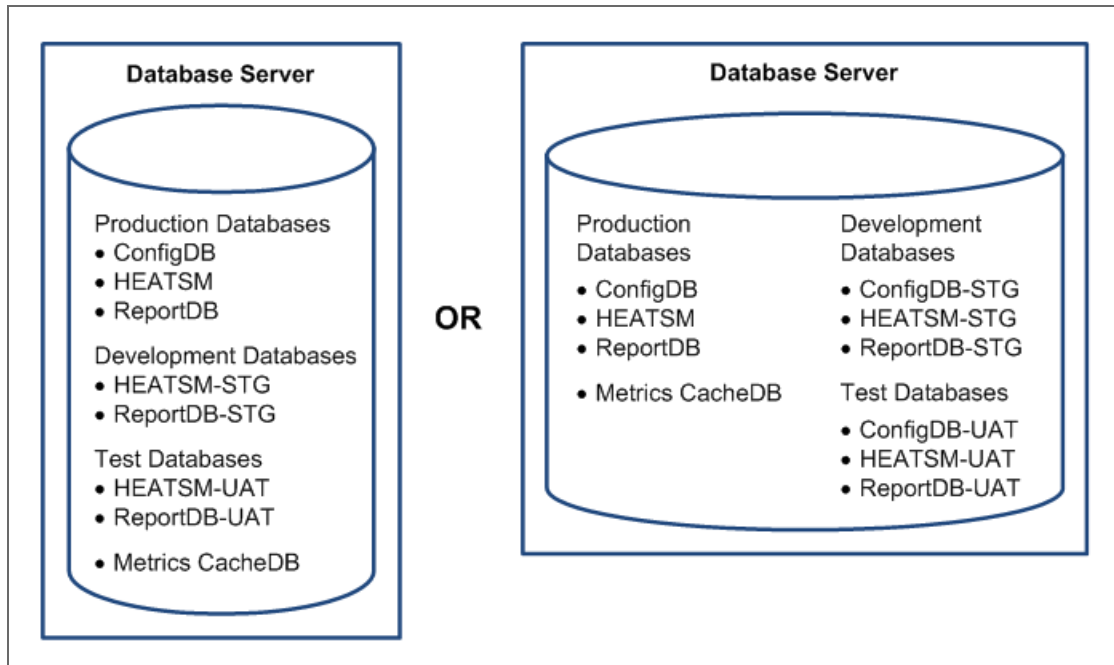 Database Server
Production Databases
• ConfigDB
• HEATSM
• ReportDB
Development Databases
• HEATSM-STG
• ReportDB-STG
Test Databases
• HEATSM-UAT
• ReportDB-UAT
• Metrics CacheDB
OR
Database Server
Production
Databases
• ConfigDB
• HEATSM
• ReportDB
• Metrics CacheDB
Development
Databases
• ConfigDB-STG
• HEATSM-STG
• ReportDB-STG
Test Databases
• ConfigDB-UAT
• HEATSM-UAT
• ReportDB-UAT